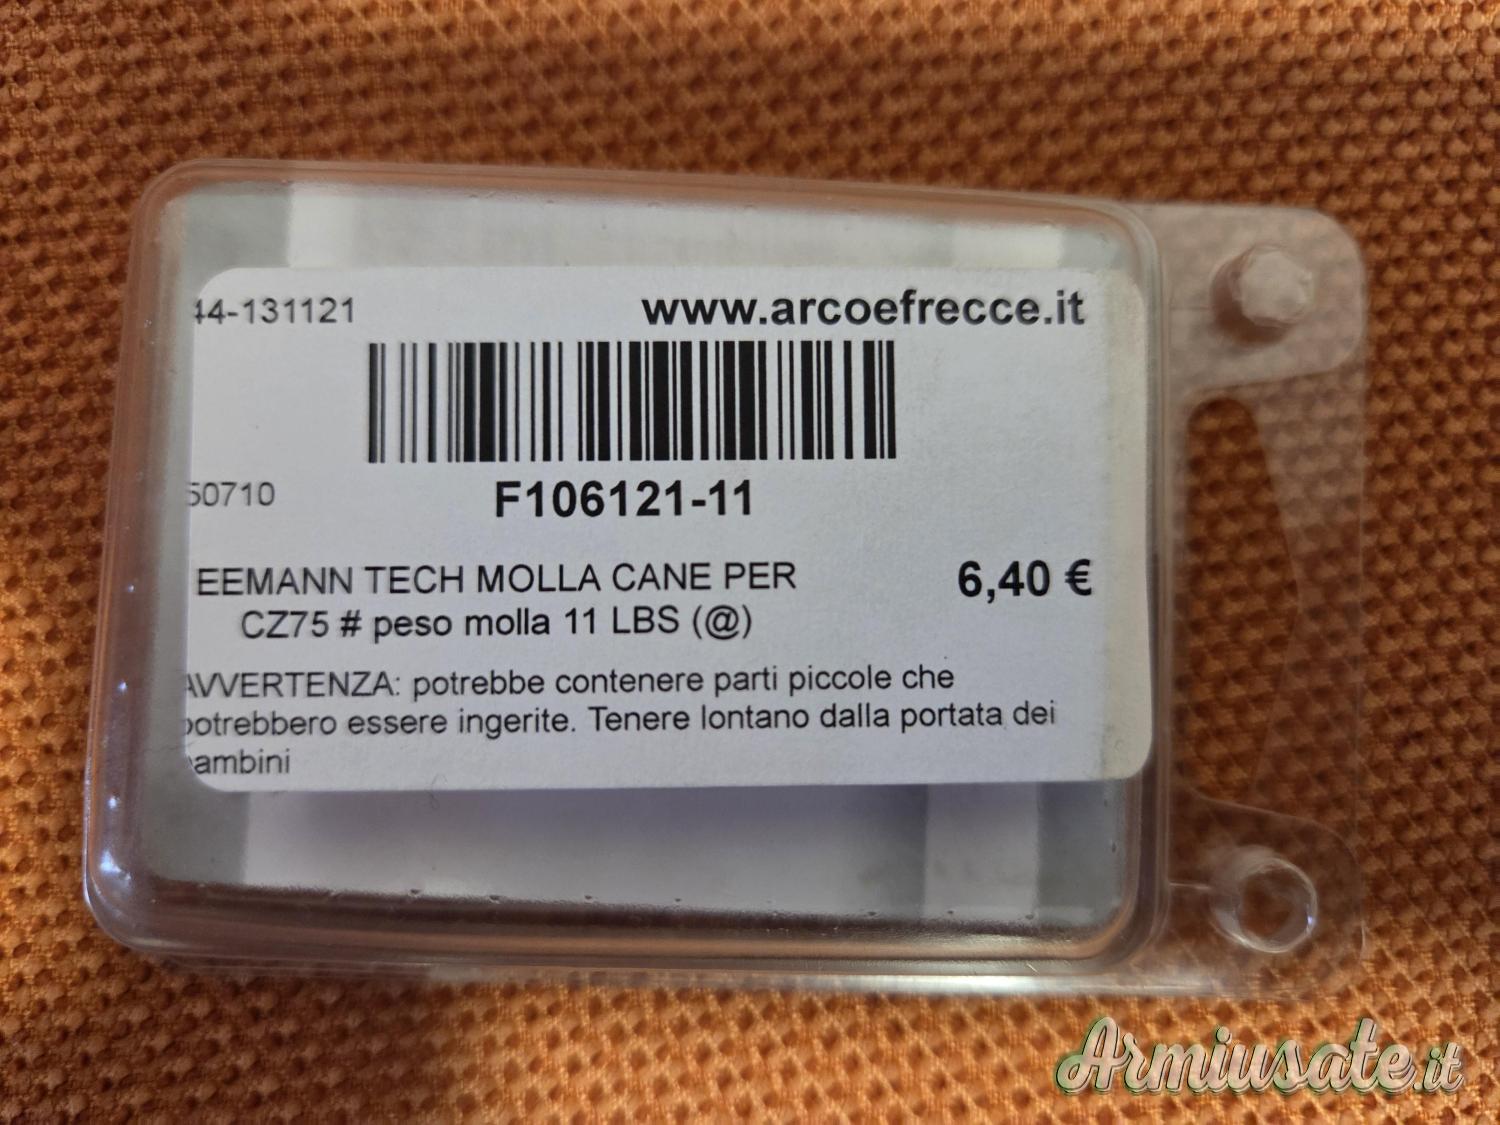 44-131121
www.arcoefrecce.it
50710
F106121-11
EEMANN TECH MOLLA CANE PER
6,40 €
CZ75 # peso molla 11 LBS (@)
AVVERTENZA: potrebbe contenere parti piccole che
potrebbero essere ingerite. Tenere lontano dalla portata dei
bambini
Armiusate.it